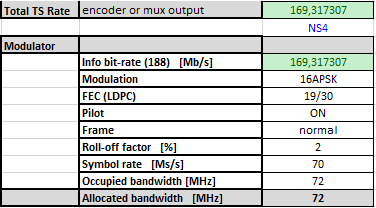 Total TS Rate encoder or mux output 169,317307
NS4
Modulator
Info bit-rate (188) [Mb/s] 169,317307
Modulation 16APSK
FEC (LDPC) 19/30
Pilot ON
Frame normal
Roll-off factor [%] 2
Symbol rate [Ms/s] 70
Occupied bandwidth [MHz] 72
Allocated bandwidth [MHz] 72